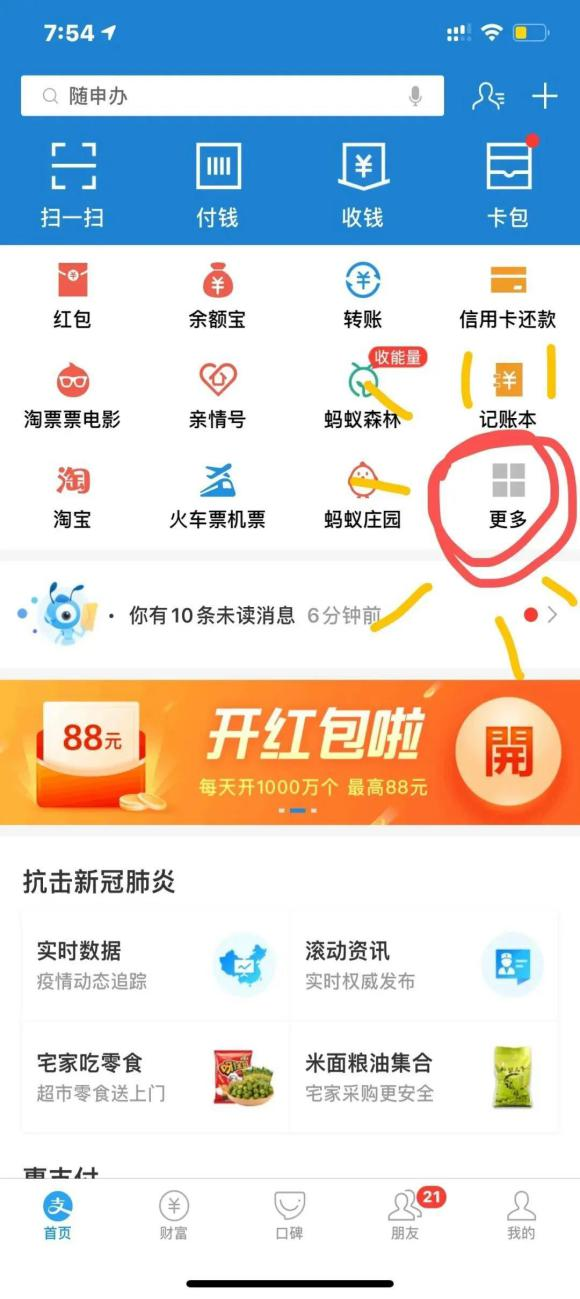 7:54
随申办
扫一扫 付钱 收钱 卡包
红包 余额宝 转账 信用卡还款
收能量
淘票票电影 亲情号 蚂蚁森林 记账本
淘
淘宝 火车票机票 蚂蚁庄园 更多
· 你有10条未读消息 6分钟前
88元
开红包啦
開
每天开1000万个 最高88元
抗击新冠肺炎
实时数据
疫情动态追踪
滚动资讯
实时权威发布
宅家吃零食
超市零食送上门
米面粮油集合
宅家采购更安全
惠支付
支
21
首页 财富 口碑 朋友 我的